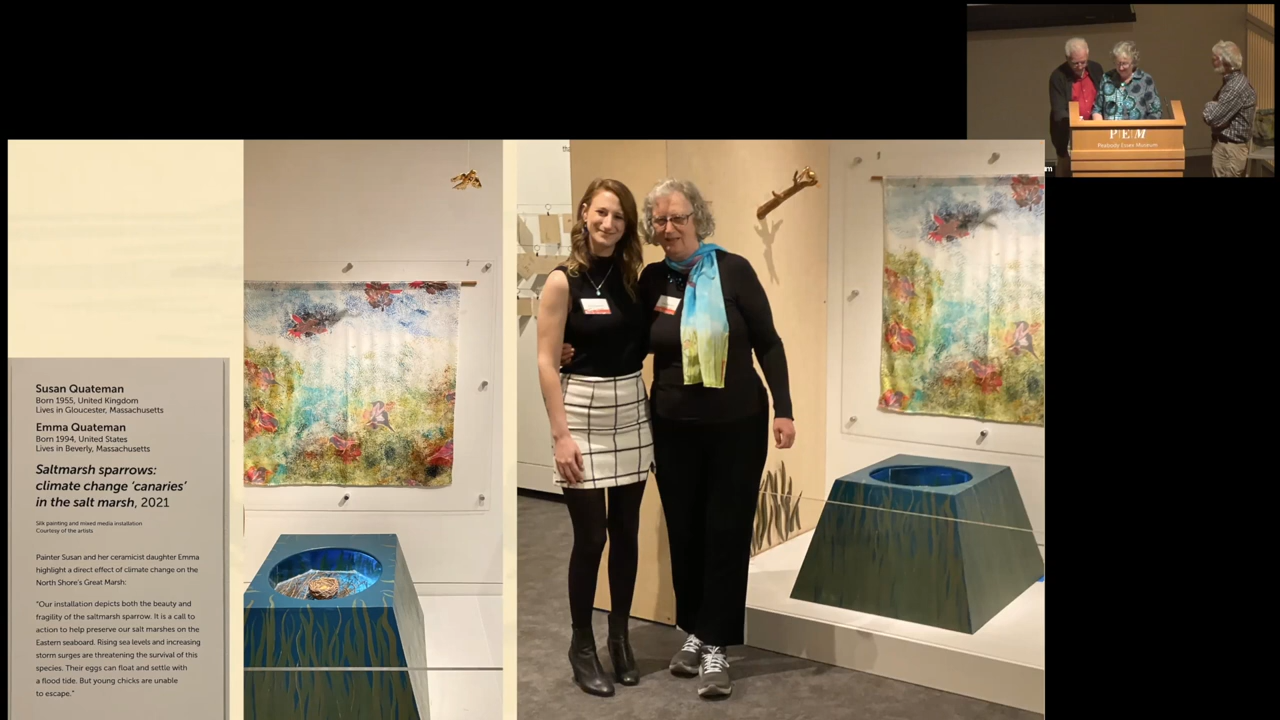 P|E|M
Peabody Essex Museum
m
Susan Quateman
Born 1955, United Kingdom
Lives in Gloucester, Massachusetts
Emma Quateman
Born 1994, United States
Lives in Beverly, Massachusetts
Saltmarsh sparrows:
climate change ‘canaries’
in the salt marsh, 2021
Silk painting and mixed media installation
Courtesy of the artists
Painter Susan and her ceramicist daughter Emma
highlight a direct effect of climate change on the
North Shore's Great Marsh:
"Our installation depicts both the beauty and
fragility of the saltmarsh sparrow. It is a call to
action to help preserve our salt marshes on the
Eastern seaboard. Rising sea levels and increasing
storm surges are threatening the survival of this
species. Their eggs can float and settle with
a flood tide. But young chicks are unable
to escape."